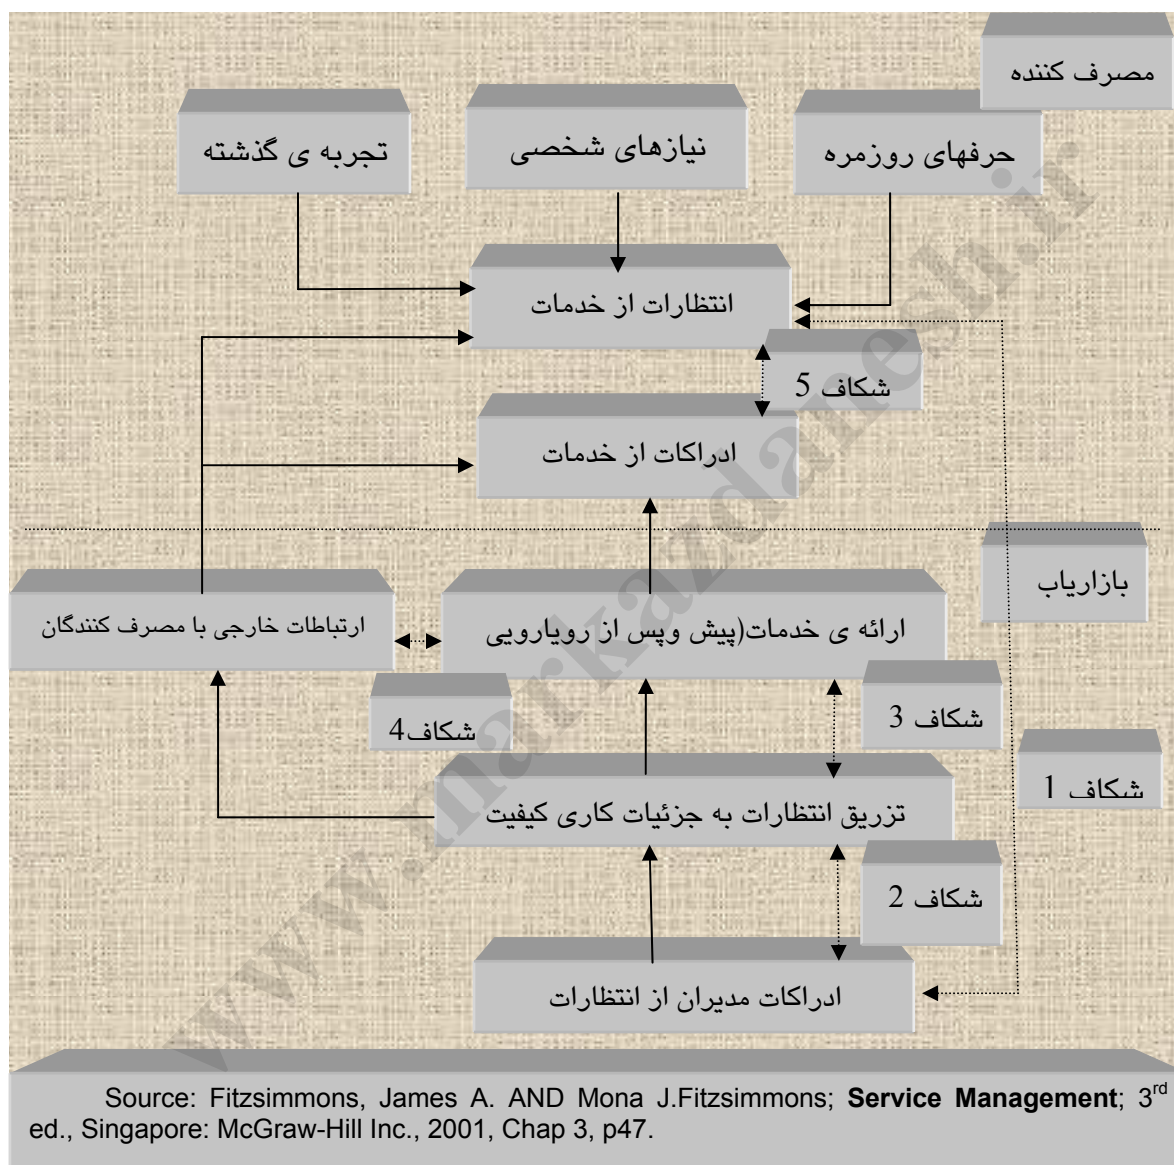 مصرف کننده
حرفهای روزمره
نیازهای شخصی
تجربه ی گذشته
انتظارات از خدمات
شکاف 5
ادراکات از خدمات
بازاریاب
ارائه ی خدمات(پیش وپس از رویارویی
ارتباطات خارجی با مصرف کنندگان
شکاف 3
شکاف4
شکاف 1
تزریق انتظارات به جزئیات کاری کیفیت
شکاف 2
ادراکات مدیران از انتظارات
Source: Fitzsimmons, James A. AND Mona J.Fitzsimmons; Service Management; 3rd
ed., Singapore: McGraw-Hill Inc., 2001, Chap 3, p47.
www.markazdanesh.ir